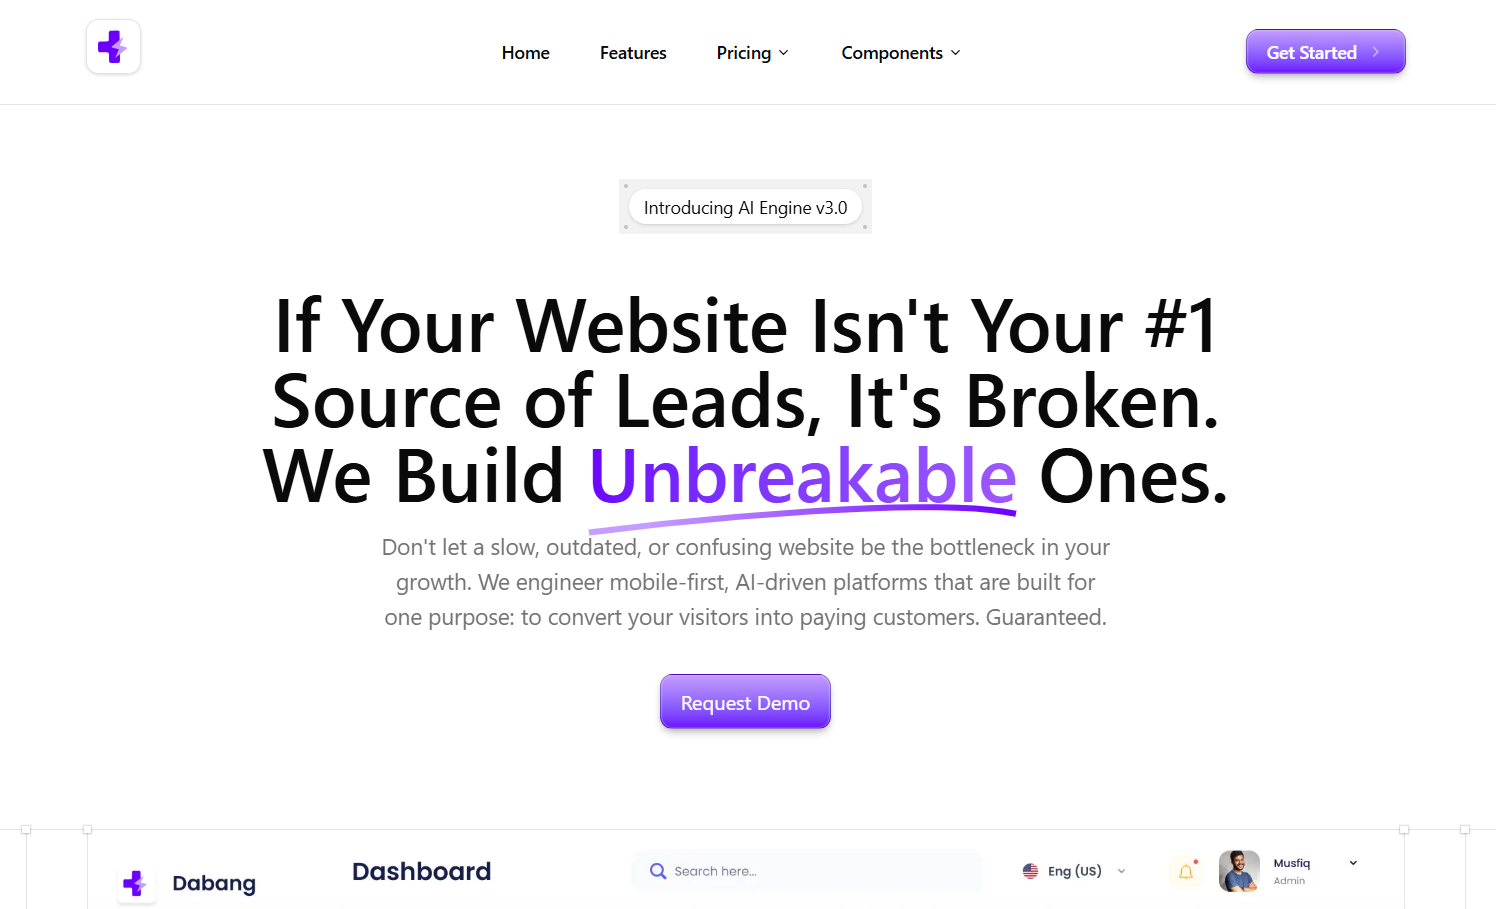 Home Features Pricing Components Get Started
Introducing AI Engine v3.0
If Your Website Isn't Your #1
Source of Leads, It's Broken.
We Build Unbreakable Ones.
Don't let a slow, outdated, or confusing website be the bottleneck in your
growth. We engineer mobile-first, AI-driven platforms that are built for
one purpose: to convert your visitors into paying customers. Guaranteed.
Request Demo
Dabang Dashboard Search here... Eng (US) Musfiq
Admin